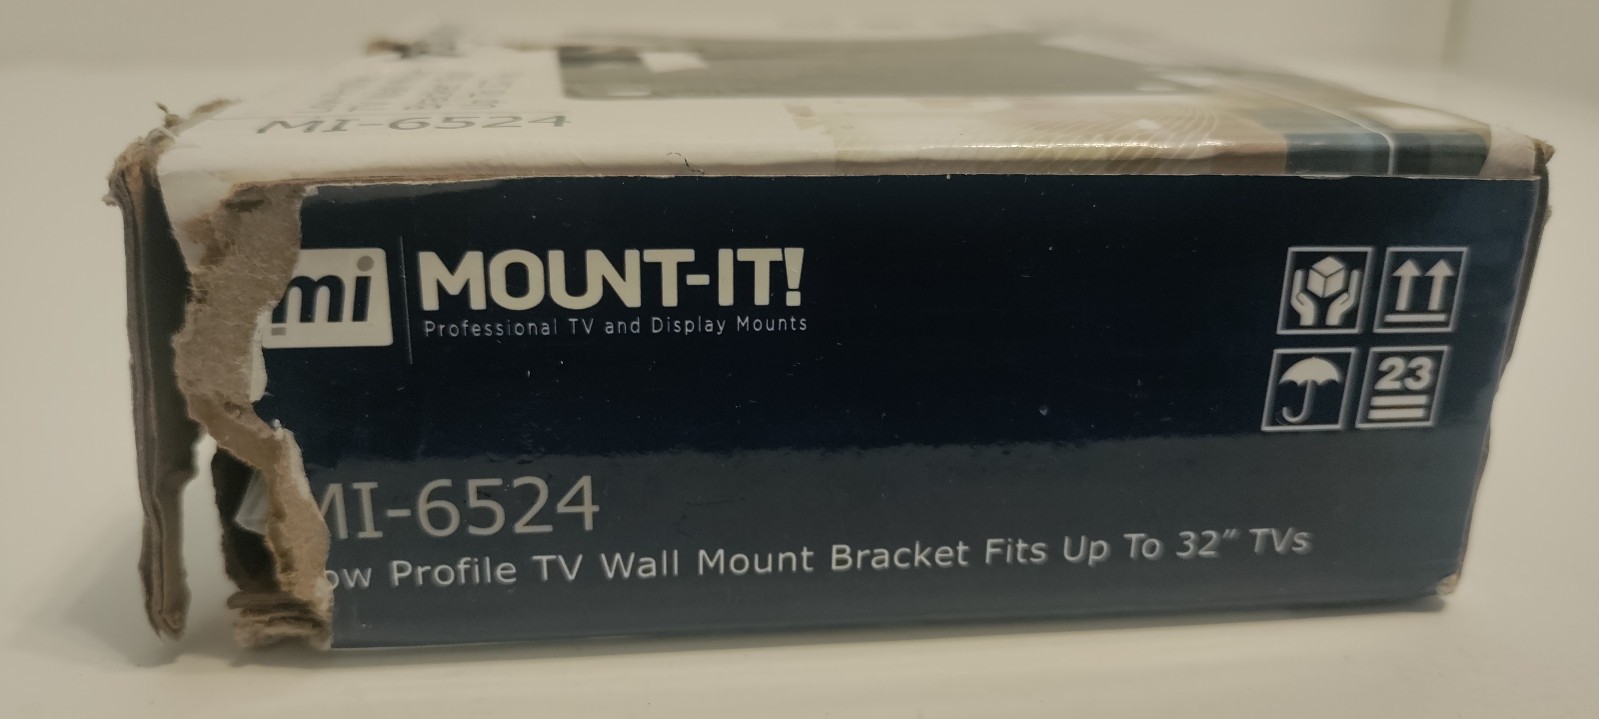 MI-6524
mi
MOUNT-IT!
Professional TV and Display Mounts
23
MI-6524
ow Profile TV Wall Mount Bracket Fits Up To 32” TVs